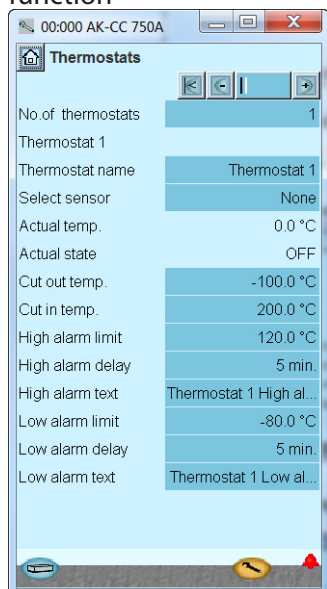 function
00:000 AK-CC 750A
Thermostats
No.of thermostats 1
Thermostat 1
Thermostat name Thermostat 1
Select sensor None
Actual temp. 0.0 °C
Actual state OFF
Cut out temp. -100.0 °C
Cut in temp. 200.0 °C
High alarm limit 120.0 °C
High alarm delay 5 min.
High alarm text Thermostat 1 High al...
Low alarm limit -80.0 °C
Low alarm delay 5 min.
Low alarm text Thermostat 1 Low al...